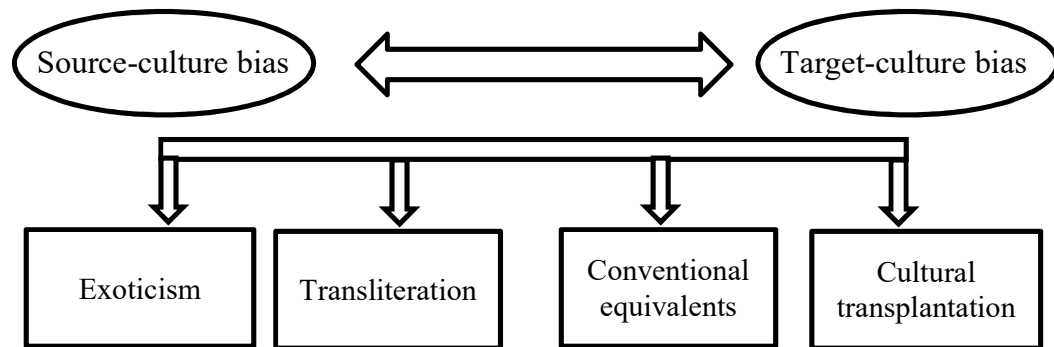 Source-culture bias
Target-culture bias
Exoticism
Transliteration
Conventional
equivalents
Cultural
transplantation